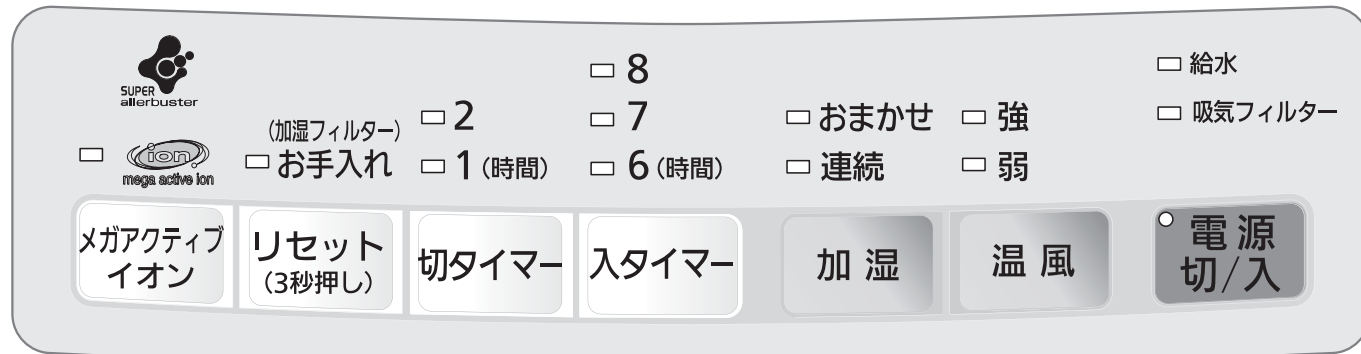 SUPER
allerbuster
ion
mega active ion
(加湿フィルター)
お手入れ
2
1(時間)
8
7
6(時間)
おまかせ
連続
強
弱
給水
吸気フィルター
メガアクティブ
イオン
リセット
(3秒押し)
切タイマー
入タイマー
加湿
温風
電源
切/入